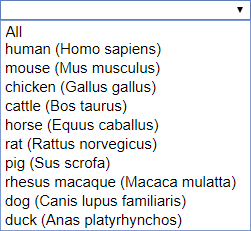 All
human (Homo sapiens)
mouse (Mus musculus)
chicken (Gallus gallus)
cattle (Bos taurus)
horse (Equus caballus)
rat (Rattus norvegicus)
pig (Sus scrofa)
rhesus macaque (Macaca mulatta)
dog (Canis lupus familiaris)
duck (Anas platyrhynchos)